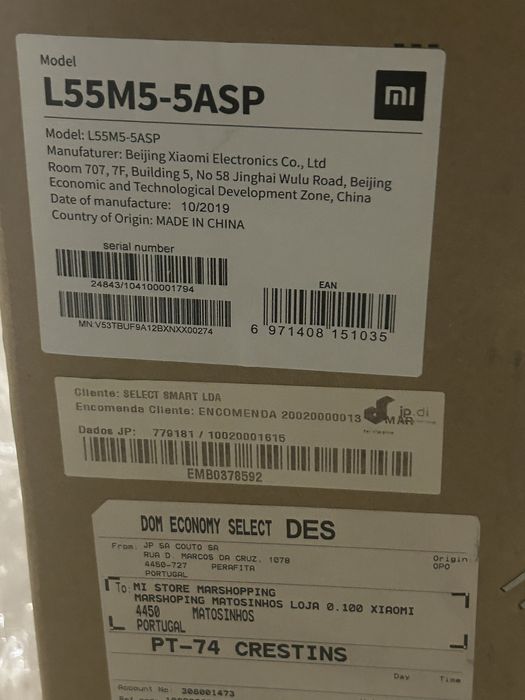 Model
L55M5-5ASP
mi
Model: L55M5-5ASP
Manufaturer: Beijing Xiaomi Electronics Co., Ltd
Room 707, 7F, Building 5, No 58 Jinghai Wulu Road, Beijing
Economic and Technological Development Zone, China
Date of manufacture: 10/2019
Country of Origin: MADE IN CHINA
serial number
24843/104100001794
EAN
MN:V53TBUF9A12BXNXX00274
6 971408 151035
Cliente: SELECT SMART LDA
Encomenda Cliente: ENCOMENDA 20020000013
jp.di
MAR
Dados JP: 779181 / 10020001615
EMB0378592
DOM ECONOMY SELECT DES
From: JP SA COUTO SA
RUA D. MARCOS DA CRUZ, 1078
4450-727 PERAFITA
PORTUGAL
Origin
OPO
To: MI STORE MARSHOPPING
MARSHOPING MATOSINHOS LOJA 0.100 XIAOMI
4450 MATOSINHOS
PORTUGAL
PT-74 CRESTINS
Day Time
Account No: 308001473